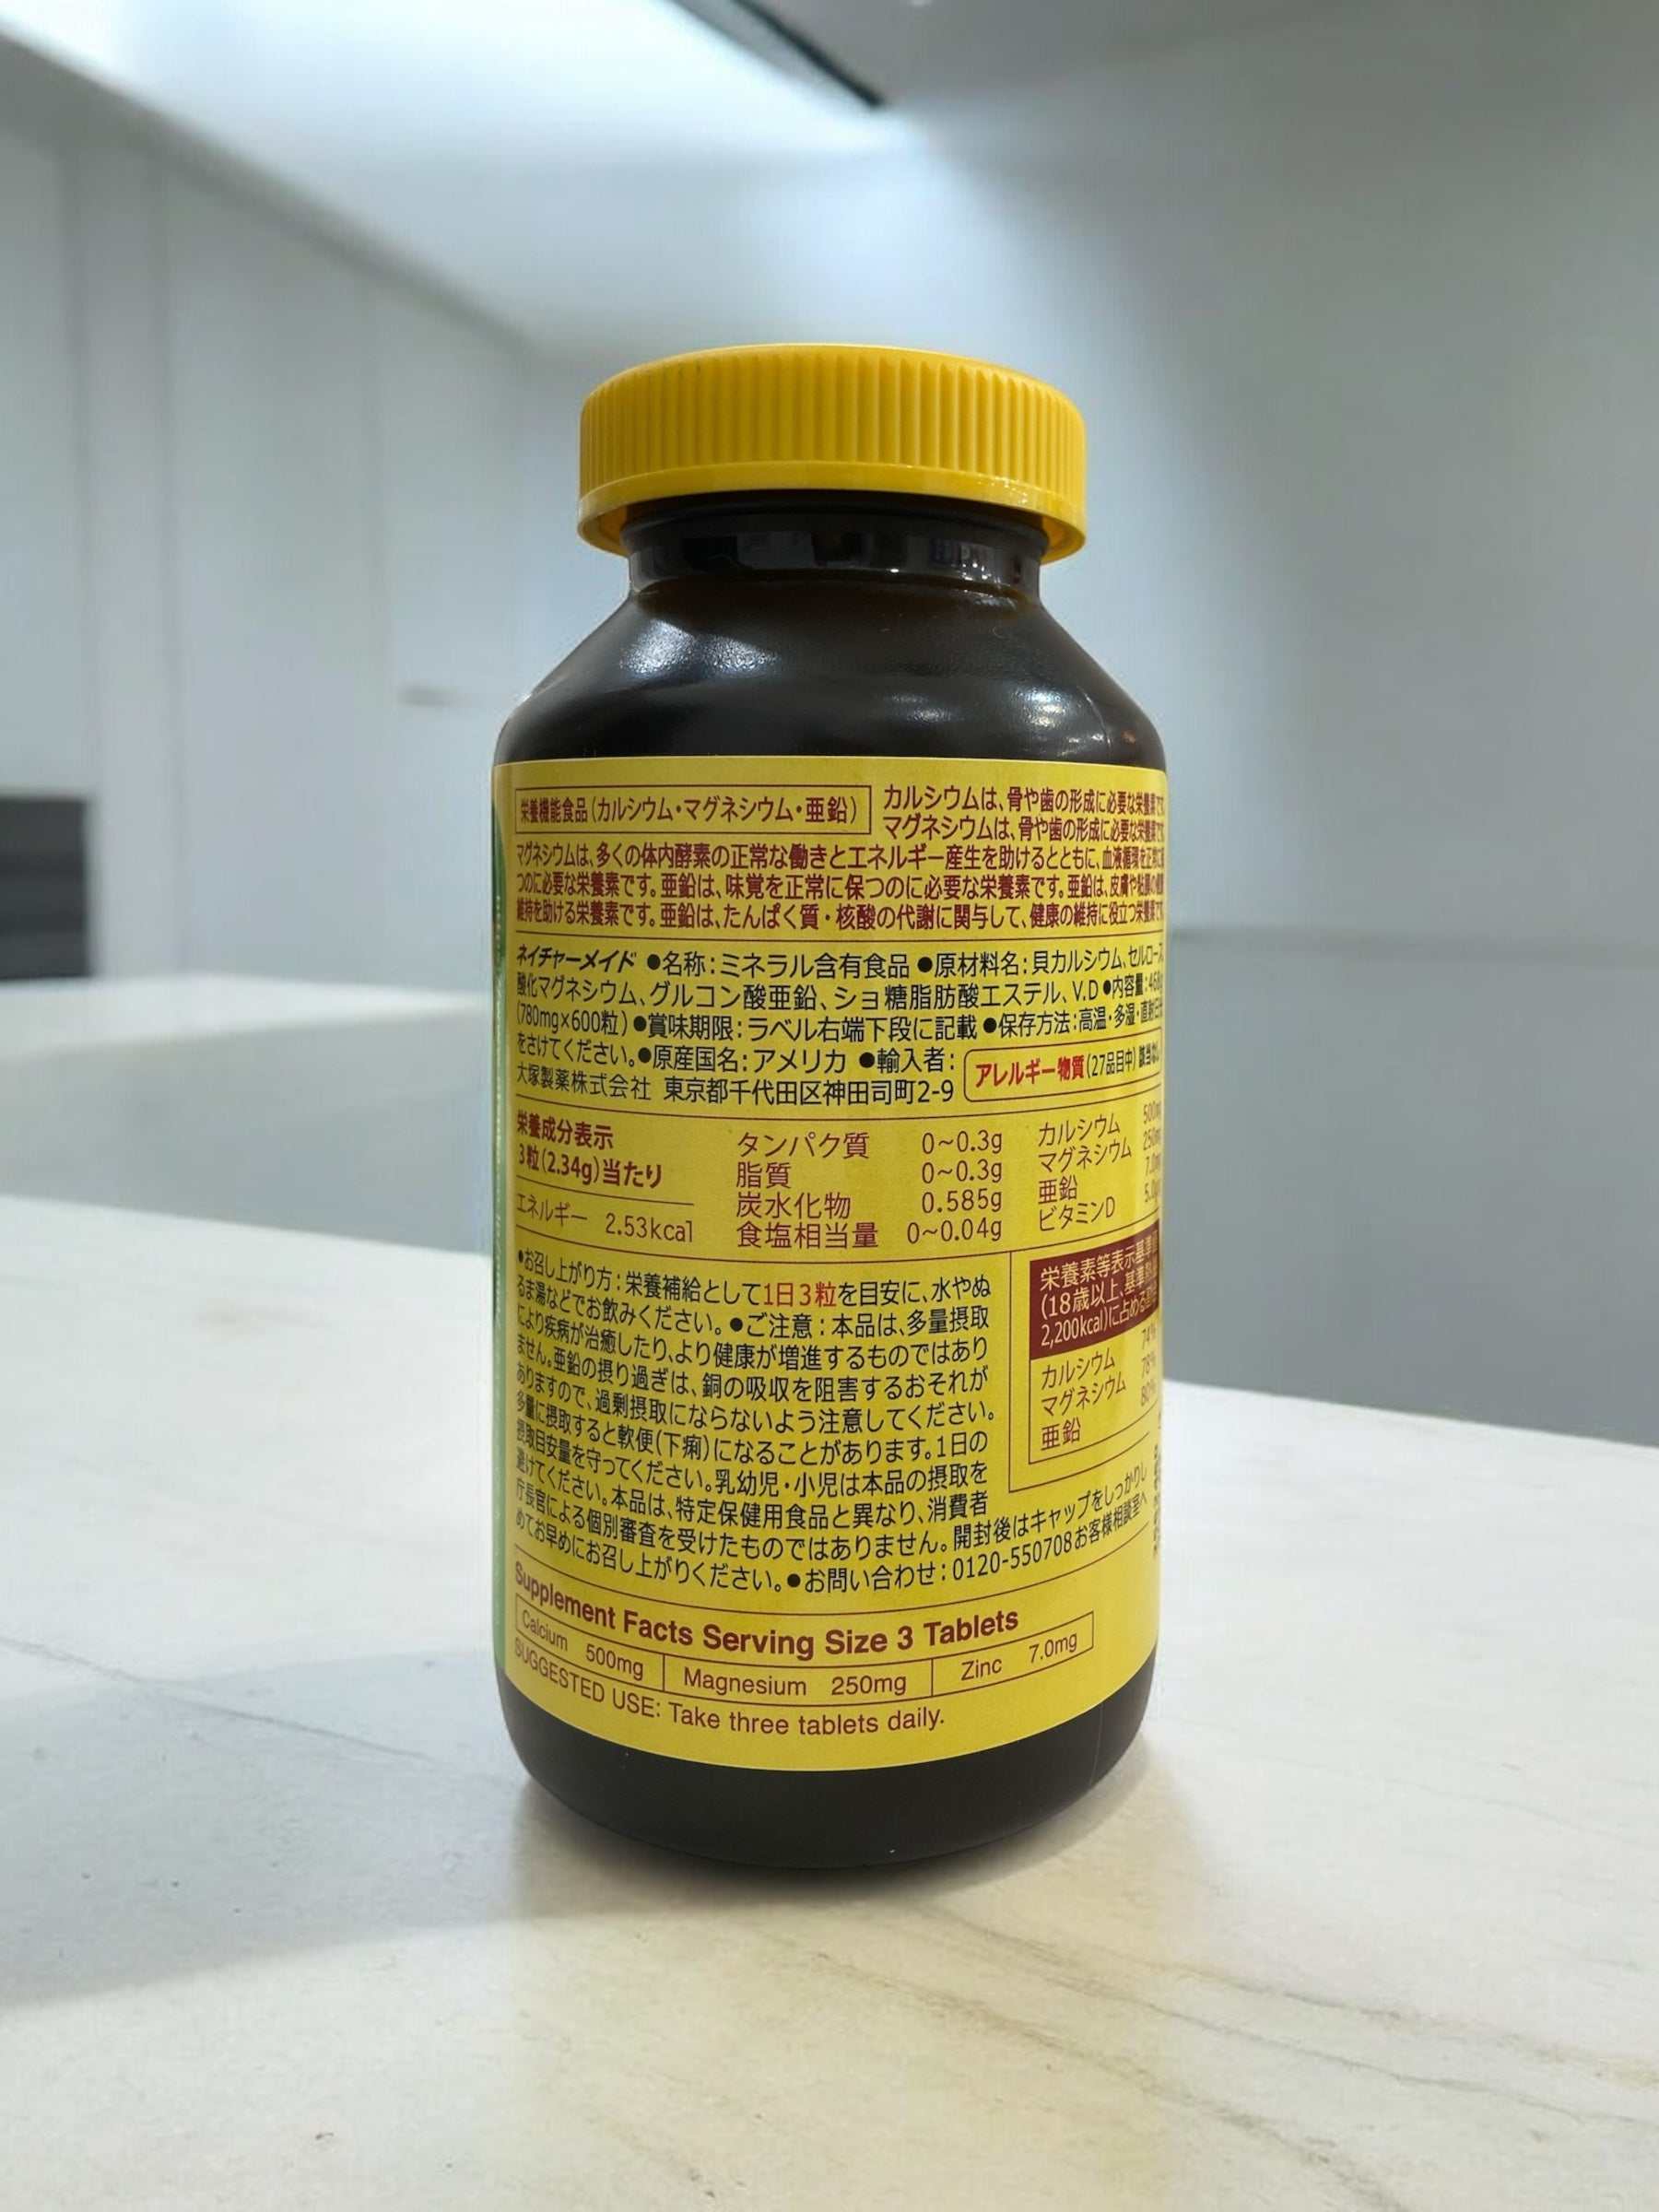 栄養機能食品（カルシウム・マグネシウム・亜鉛）
カルシウムは、骨や歯の形成に必要な栄養素です
マグネシウムは、骨や歯の形成に必要な栄養素です
マグネシウムは、多くの体内酵素の正常な働きとエネルギー産生を助けるとともに、血液循環を正常に
つのに必要な栄養素です。亜鉛は、味覚を正常に保つのに必要な栄養素です。亜鉛は、皮膚や粘膜の健康
維持を助ける栄養素です。亜鉛は、たんぱく質・核酸の代謝に関与して、健康の維持に役立つ栄養素です
ネイチャーメイド ●名称：ミネラル含有食品 ●原材料名：貝カルシウム、セルロース
酸化マグネシウム、グルコン酸亜鉛、ショ糖脂肪酸エステル、V.D ●内容量：468g
(780mg×600粒) ●賞味期限：ラベル右端下段に記載 ●保存方法：高温・多湿・直射日光
をさけてください。●原産国名：アメリカ ●輸入者：
大塚製薬株式会社 東京都千代田区神田司町2-9
アレルギー物質(27品目中) 該当なし
栄養成分表示
3粒(2.34g)当たり
エネルギー 2.53kcal
タンパク質 0~0.3g
脂質 0~0.3g
炭水化物 0.585g
食塩相当量 0~0.04g
カルシウム 500m
マグネシウム 250m
亜鉛 7.0m
ビタミンD 5.0
●お召し上がり方：栄養補給として1日3粒を目安に、水やぬ
るま湯などでお飲みください。●ご注意：本品は、多量摂取
により疾病が治癒したり、より健康が増進するものではあり
ません。亜鉛の摂り過ぎは、銅の吸収を阻害するおそれが
ありますので、過剰摂取にならないよう注意してください。
多量に摂取すると軟便(下痢)になることがあります。1日の
摂取目安量を守ってください。乳幼児・小児は本品の摂取を
避けてください。本品は、特定保健用食品と異なり、消費者
庁長官による個別審査を受けたものではありません。開封後はキャップをしっかりし
めてお早めにお召し上がりください。●お問い合わせ：0120-550708お客様相談室へ
栄養素等表示基準値
(18歳以上、基準熱量
2,200kcal)に占める
カルシウム 74%
マグネシウム 78%
亜鉛 80%
Supplement Facts Serving Size 3 Tablets
Calcium 500mg Magnesium 250mg Zinc 7.0mg
SUGGESTED USE: Take three tablets daily.